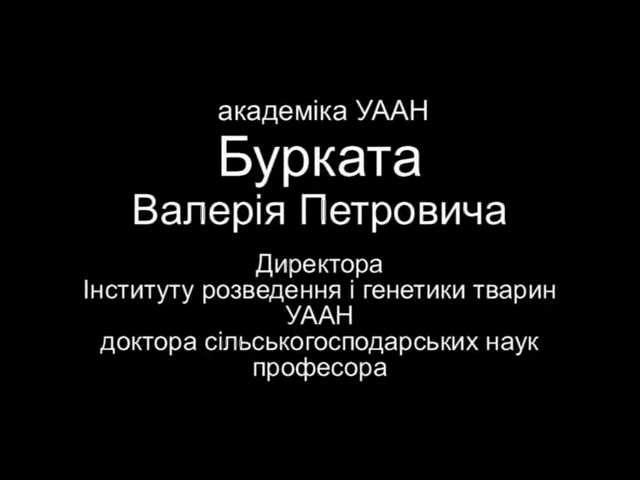 академіка УААН
Бурката
Валерія Петровича
Директора
Інституту розведення і генетики тварин
УААН
доктора сільськогосподарських наук
професора